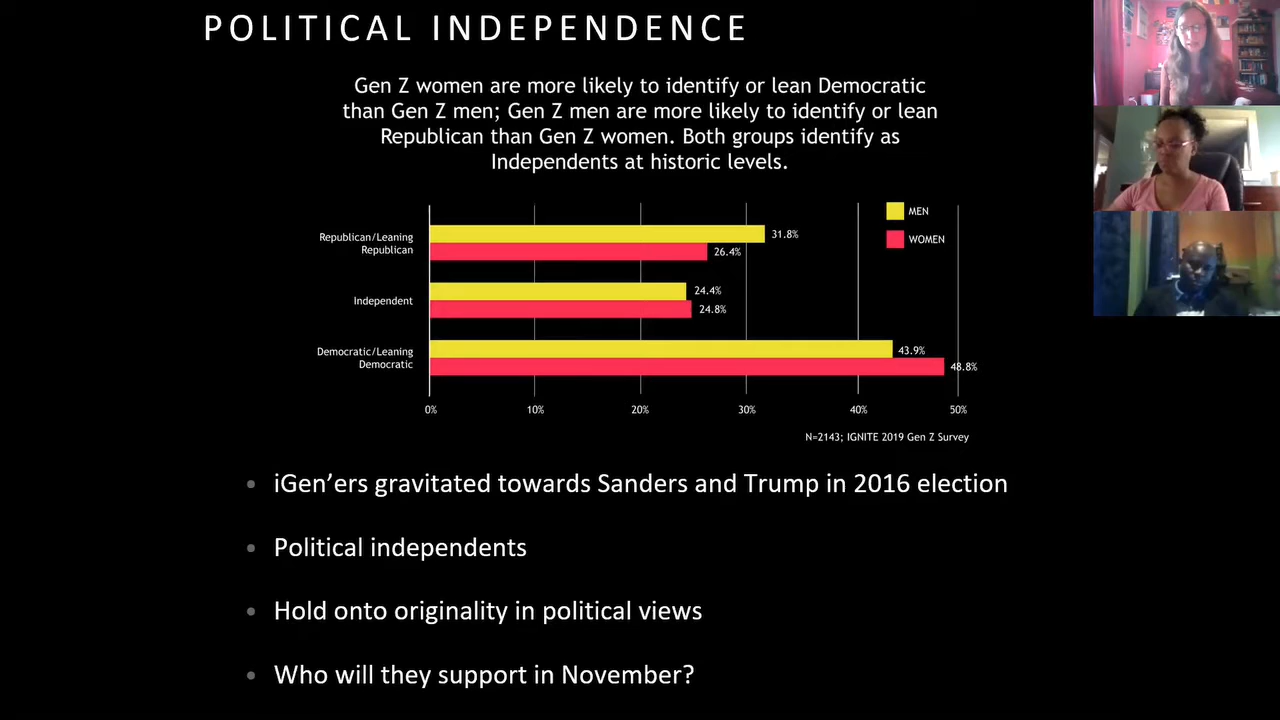 POLITICAL INDEPENDENCE
Gen Z women are more likely to identify or lean Democratic
than Gen Z men; Gen Z men are more likely to identify or lean
Republican than Gen Z women. Both groups identify as
Independents at historic levels.
MEN
WOMEN
Republican/Leaning
Republican
31.8%
26.4%
Independent
24.4%
24.8%
Democratic/Leaning
Democratic
43.9%
48.8%
0% 10% 20% 30% 40% 50%
N=2143; IGNITE 2019 Gen Z Survey
• iGen’ers gravitated towards Sanders and Trump in 2016 election
• Political independents
• Hold onto originality in political views
• Who will they support in November?